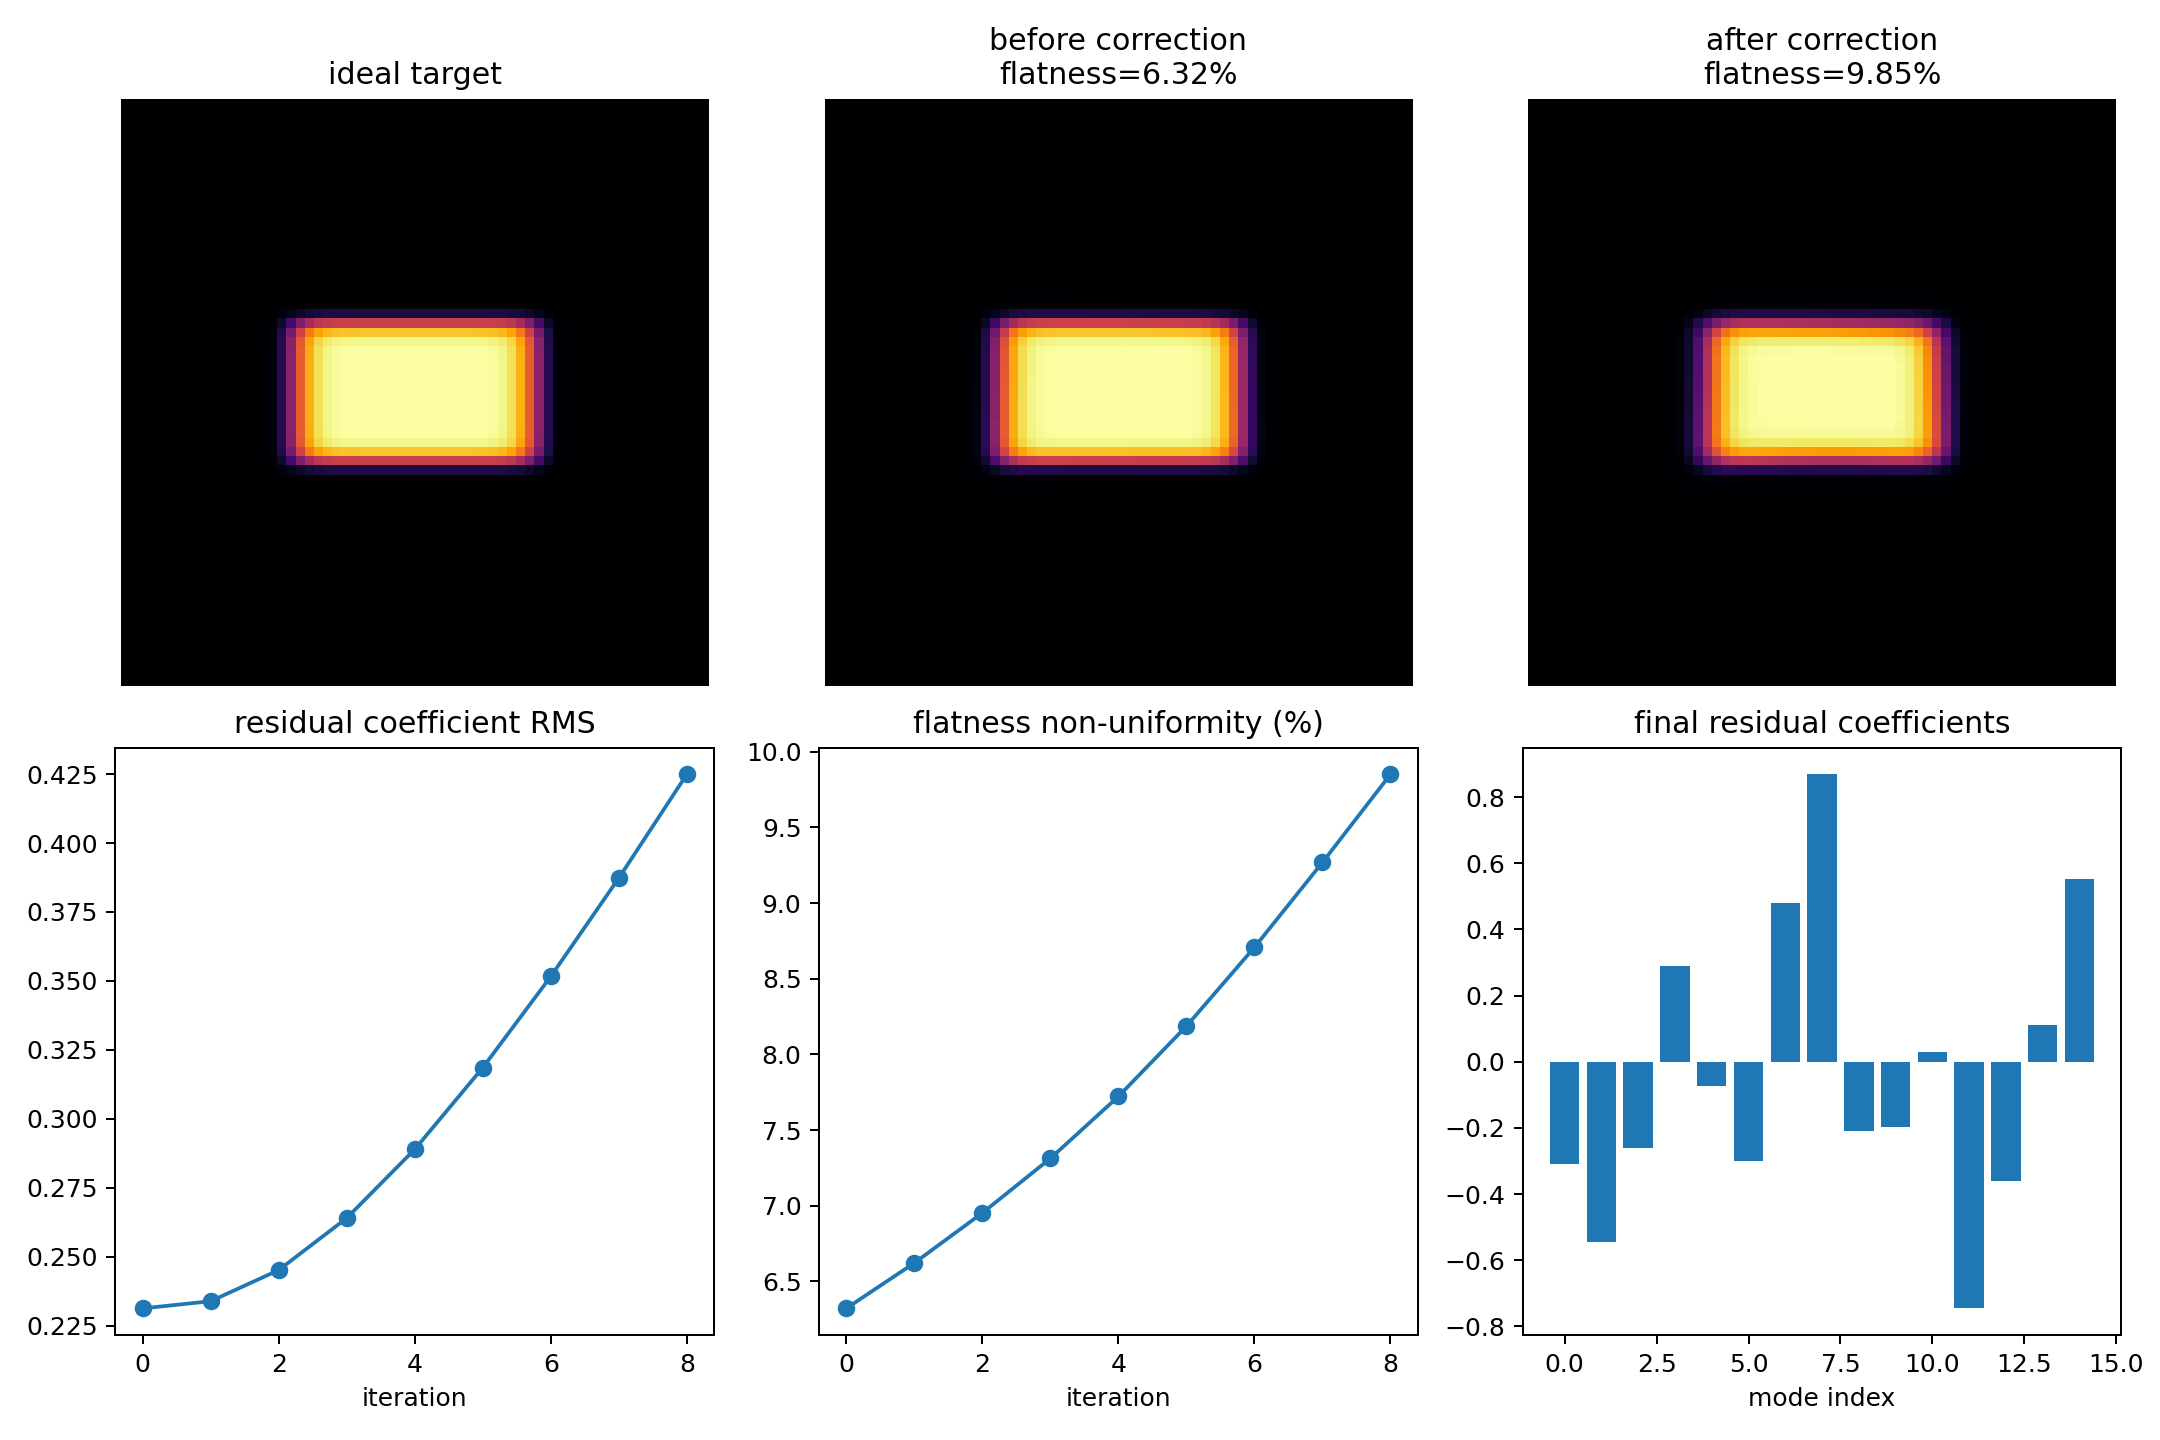 ideal target
before correction
flatness=6.32%
after correction
flatness=9.85%
residual coefficient RMS
0.425
0.400
0.375
0.350
0.325
0.300
0.275
0.250
0.225
0 2 4 6 8
iteration
flatness non-uniformity (%)
10.0
9.5
9.0
8.5
8.0
7.5
7.0
6.5
0 2 4 6 8
iteration
final residual coefficients
0.8
0.6
0.4
0.2
0.0
−0.2
−0.4
−0.6
−0.8
0.0 2.5 5.0 7.5 10.0 12.5 15.0
mode index